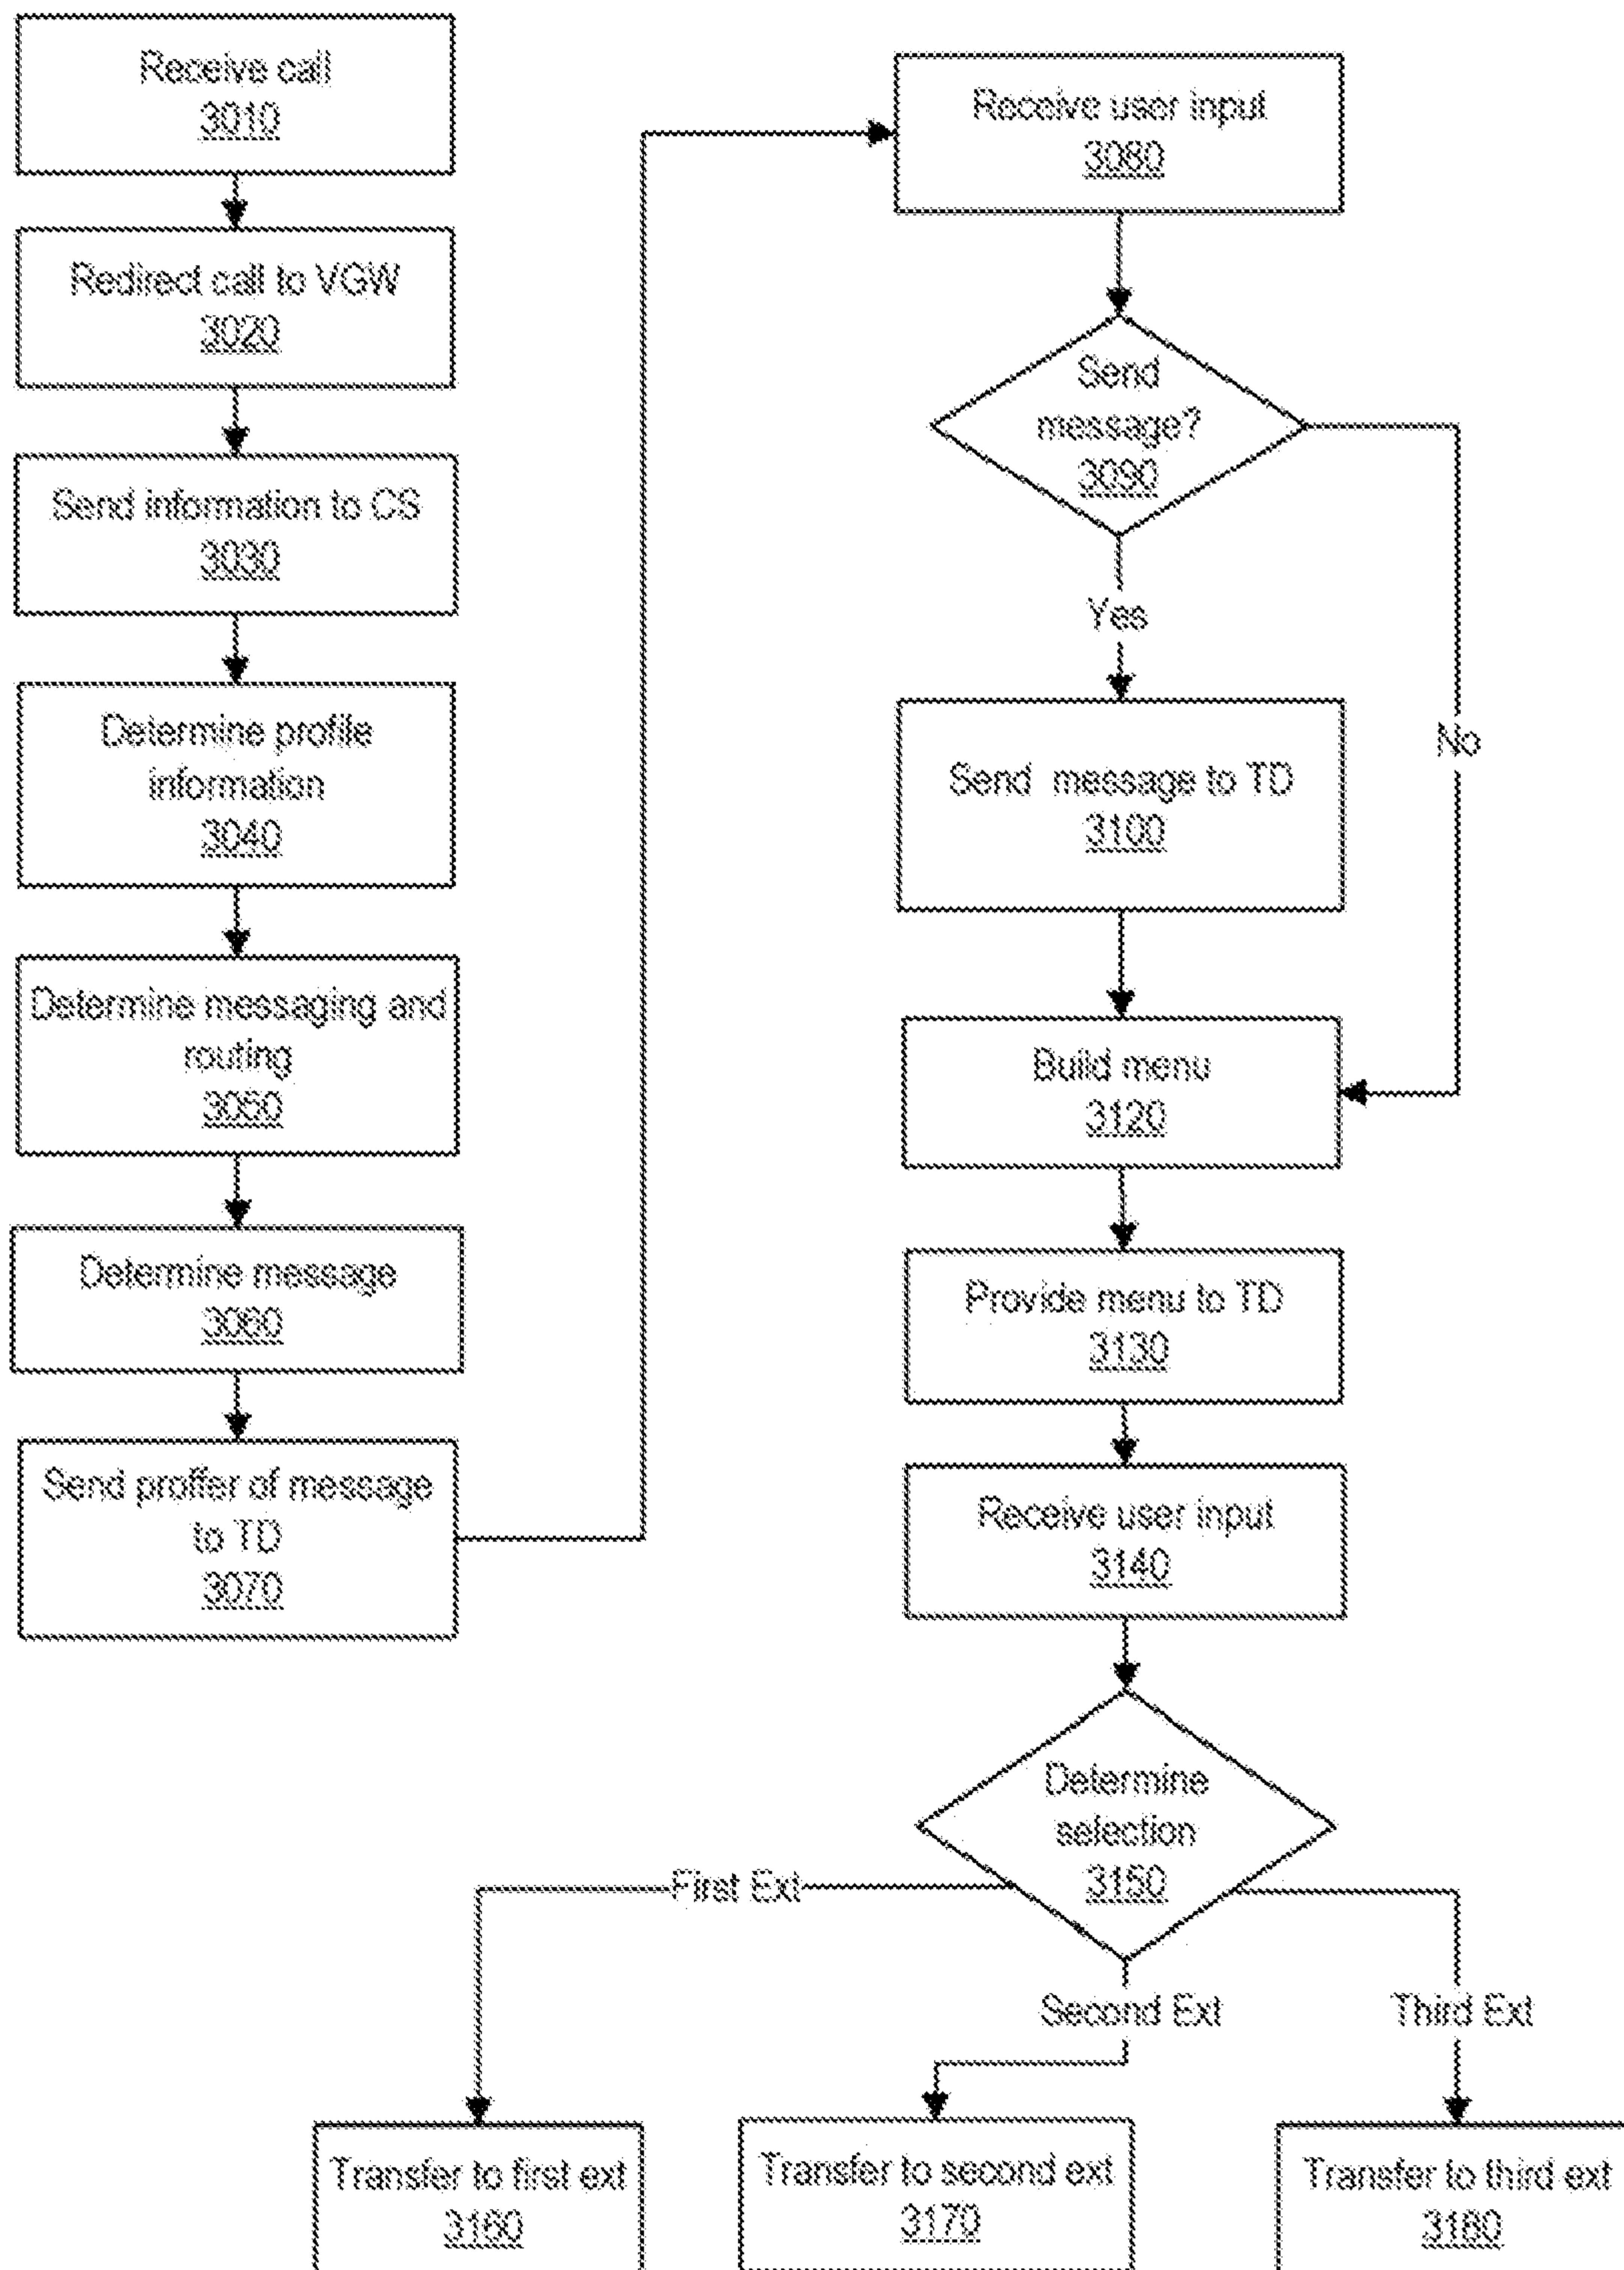 Receive call
3010
Redirect call to VGW
3020
Send information to CS
3030
Determine profile
information
3040
Determine messaging and
routing
3050
Determine message
3060
Send proffer of message
to TD
3070
Receive user input
3080
Send
message?
3090
Yes
No
Send message to TD
3100
Build menu
3120
Provide menu to TD
3130
Receive user input
3140
Determine
selection
3150
First Ext
Second Ext
Third Ext
Transfer to first ext
3160
Transfer to second ext
3170
Transfer to third ext
3180